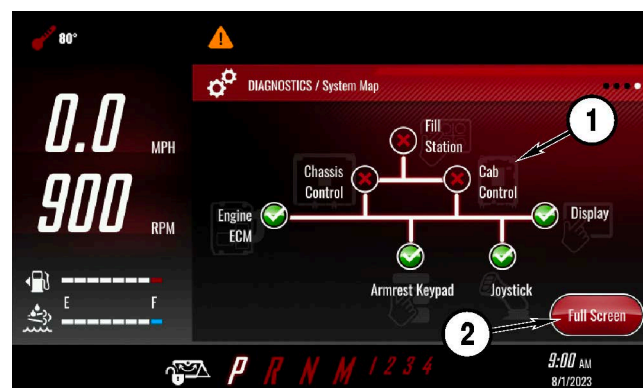 80°
DIAGNOSTICS / System Map
1
0.0 MPH
Fill
Station
Chassis
Control
Cab
Control
900 RPM
Engine
ECM
Display
Armrest Keypad
Joystick
E F
Full Screen
2
P R N M 1 2 3 4
9:00 AM
8/1/2023